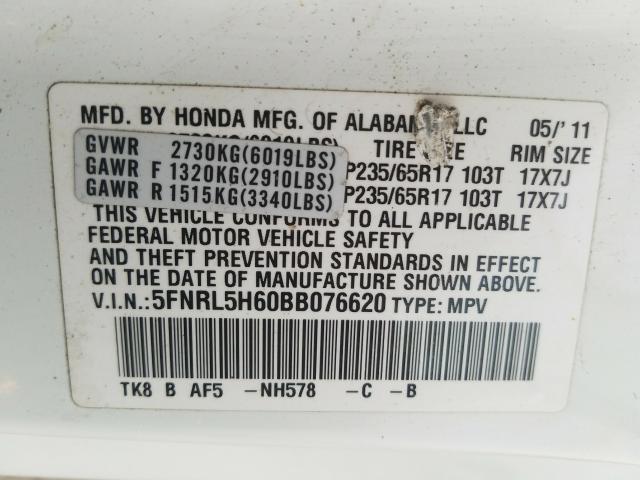 MFD. BY HONDA MFG. OF ALABAM LLC 05/'11
TIRE RIM SIZE
GVWR 2730KG(6019LBS)
GAWR F 1320KG(2910LBS) P235/65R17 103T 17X7J
GAWR R 1515KG(3340LBS) P235/65R17 103T 17X7J
THIS VEHICLE CONFORMS TO ALL APPLICABLE
FEDERAL MOTOR VEHICLE SAFETY
AND THEFT PREVENTION STANDARDS IN EFFECT
ON THE DATE OF MANUFACTURE SHOWN ABOVE.
V.I.N.:5FNRL5H60BB076620 TYPE: MPV
TK8 B AF5 -NH578 -C -B